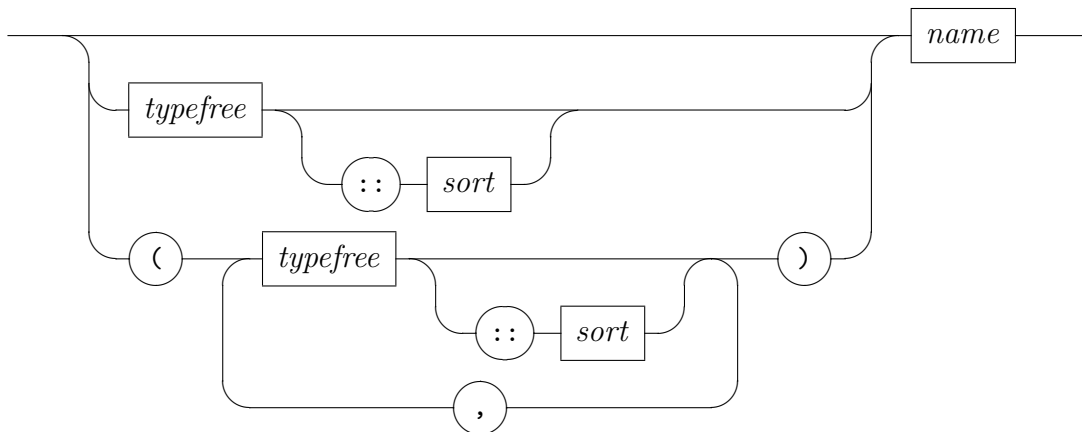 name
typefree
:: sort
( typefree )
:: sort
,